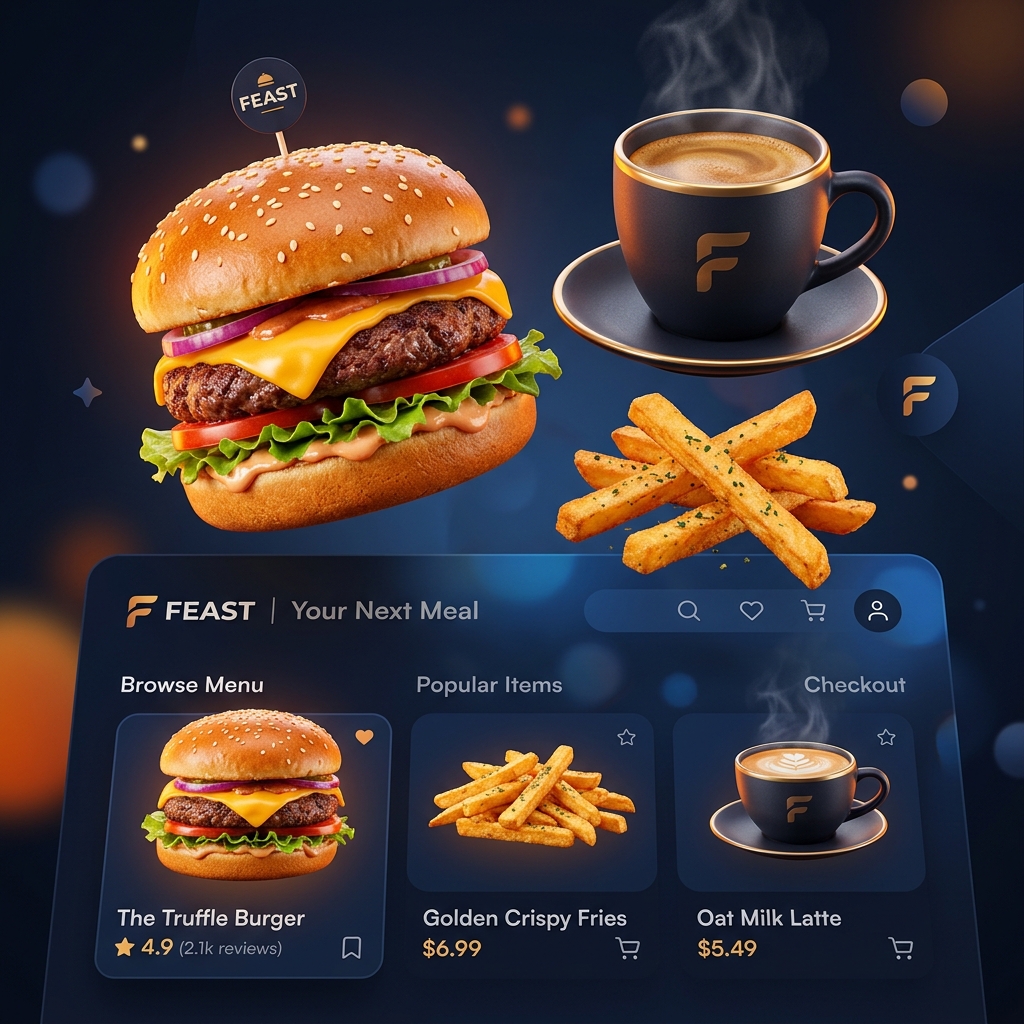 FEAST
F
F
FEAST | Your Next Meal
Browse Menu
Popular Items
Checkout
F
The Truffle Burger
4.9 (2.1k reviews)
Golden Crispy Fries
$6.99
Oat Milk Latte
$5.49